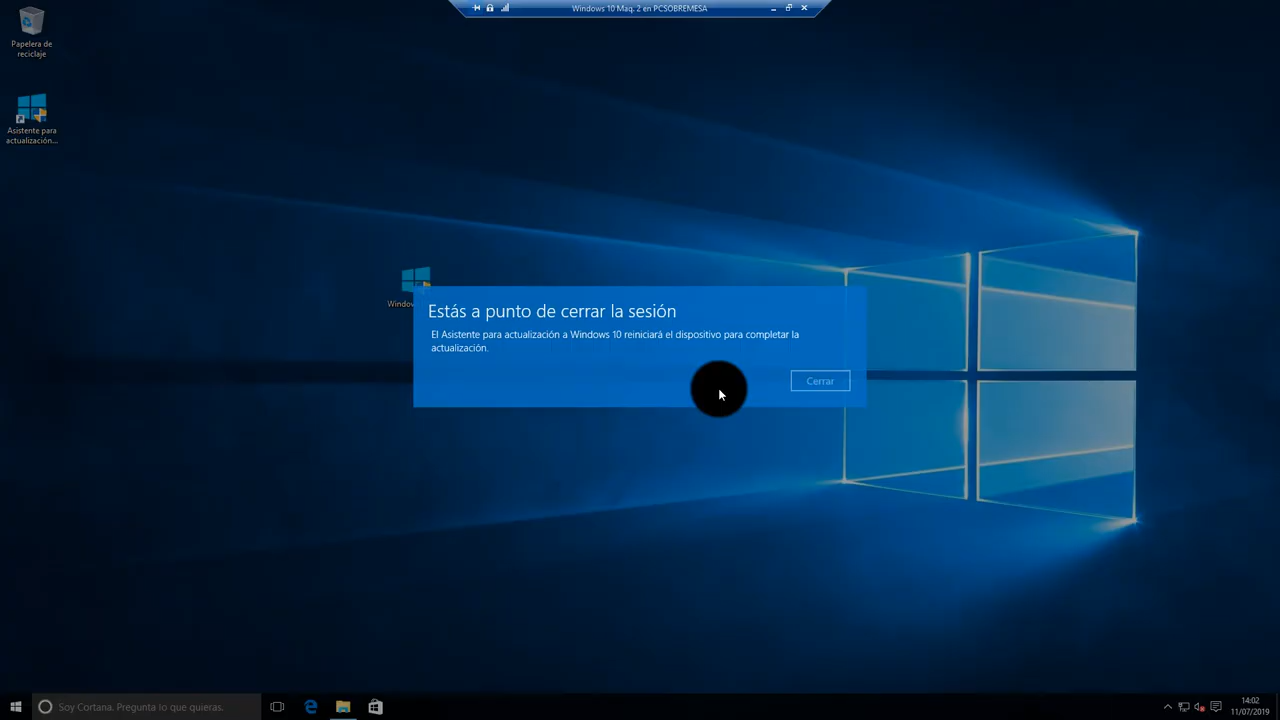 Windows 10 Maq. 2 en PCSOBREMESA
Papelera de
reciclaje
Asistente para
actualización...
Estás a punto de cerrar la sesión
El Asistente para actualización a Windows 10 reiniciará el dispositivo para completar la
actualización.
Cerrar
Soy Cortana. Pregunta lo que quieras.
14:02
11/07/2019